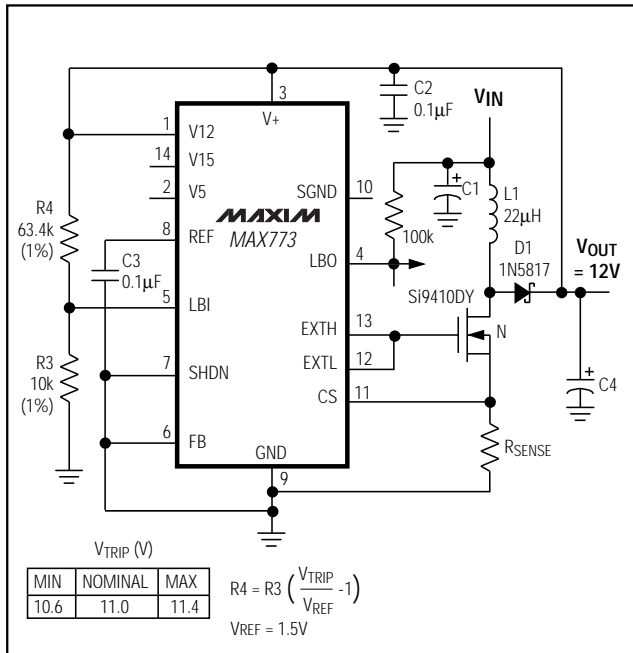 3
V+
C2
0.1µF
VIN
1
V12
14
V15
2
V5
R4
63.4k
(1%)
8
REF
C3
0.1µF
5
LBI
R3
10k
(1%)
7
SHDN
6
FB
GND
9
MAXIM
MAX773
SGND
10
100k
C1
L1
22µH
LBO
4
D1
1N5817
VOUT
= 12V
Si9410DY
N
EXTH
13
EXTL
12
CS
11
C4
RSENSE
VTRIP (V)
MIN NOMINAL MAX
10.6 11.0 11.4
R4 = R3 ( VTRIP / VREF -1 )
VREF = 1.5V